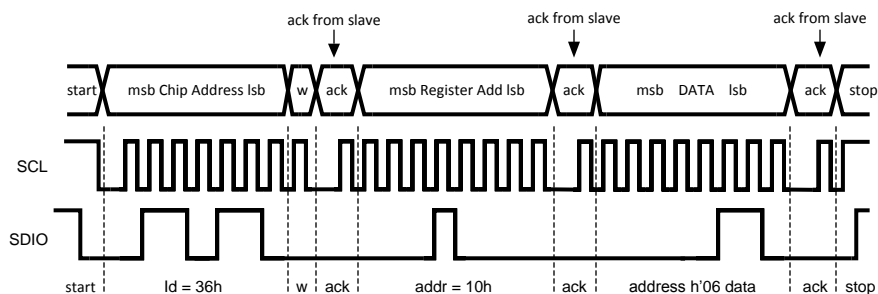 ack from slave ack from slave ack from slave
start msb Chip Address lsb w ack msb Register Add lsb ack msb DATA lsb ack stop
SCL
SDIO
start Id = 36h w ack addr = 10h ack address h'06 data ack stop